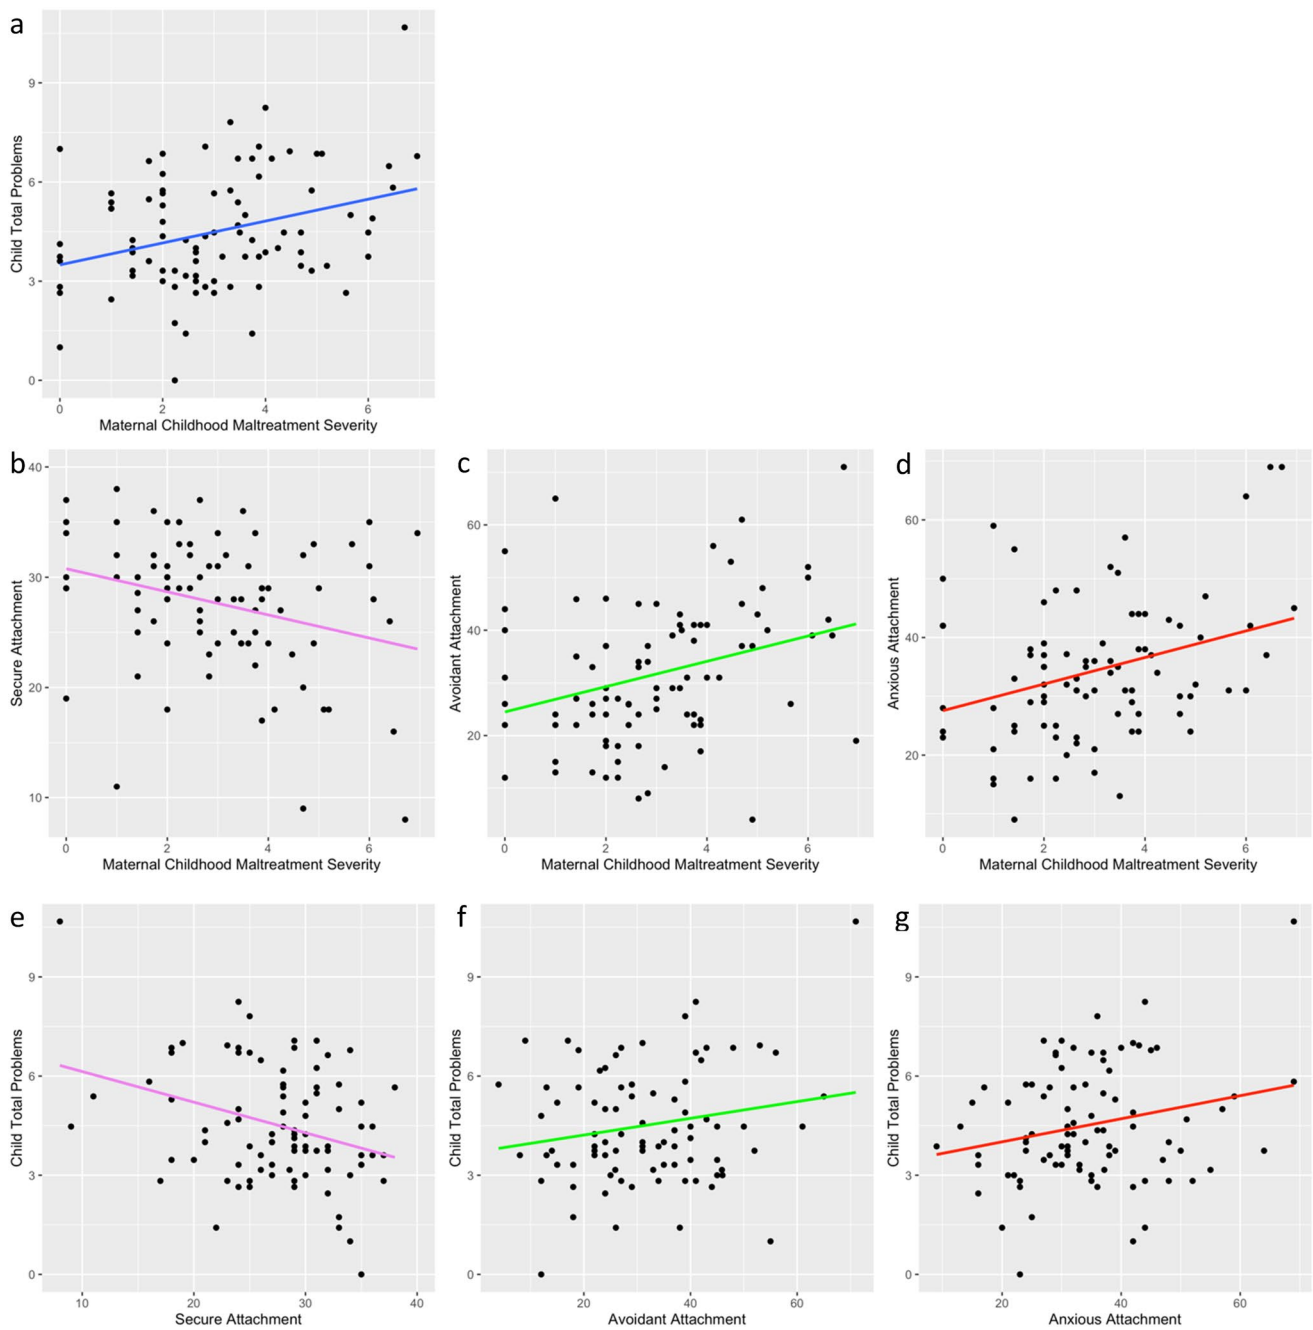 a
9
6
3
0
Child Total Problems
0 2 4 6
Maternal Childhood Maltreatment Severity
b
40
30
20
10
Secure Attachment
0 2 4 6
Maternal Childhood Maltreatment Severity
c
60
40
20
Avoidant Attachment
0 2 4 6
Maternal Childhood Maltreatment Severity
d
60
40
20
Anxious Attachment
0 2 4 6
Maternal Childhood Maltreatment Severity
e
9
6
3
0
Child Total Problems
10 20 30 40
Secure Attachment
f
9
6
3
0
Child Total Problems
20 40 60
Avoidant Attachment
g
9
6
3
0
Child Total Problems
20 40 60
Anxious Attachment